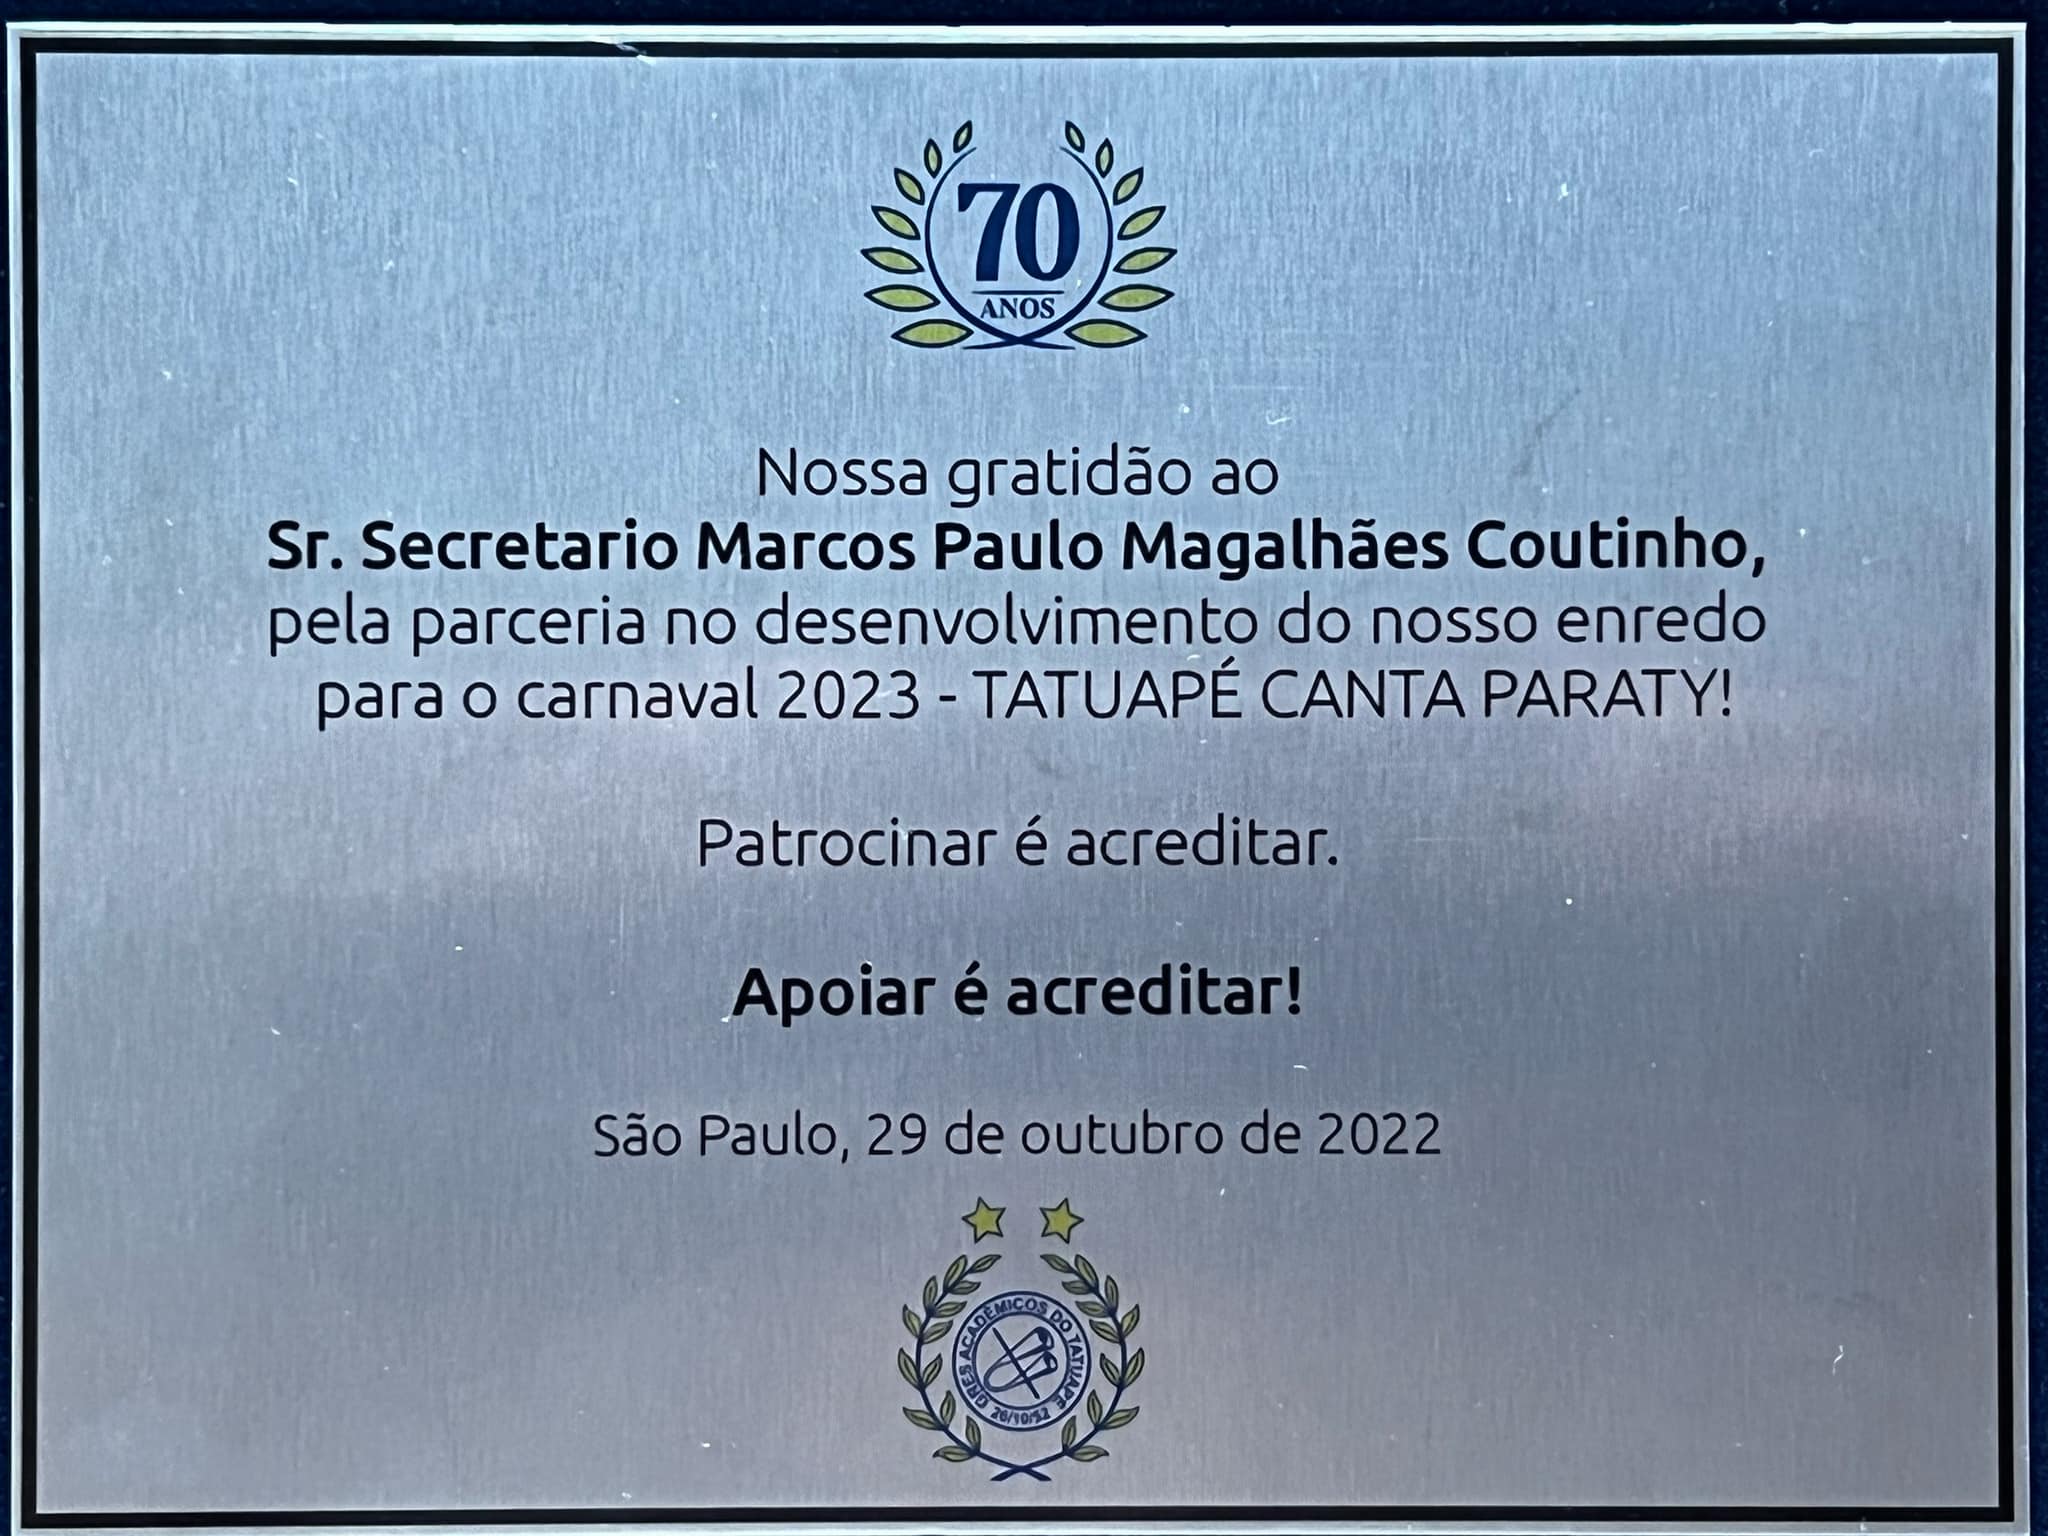 70
ANOS
Nossa gratidão ao
Sr. Secretario Marcos Paulo Magalhães Coutinho,
pela parceria no desenvolvimento do nosso enredo
para o carnaval 2023 - TATUAPÉ CANTA PARATY!
Patrocinar é acreditar.
Apoiar é acreditar!
São Paulo, 29 de outubro de 2022
GRES ACADÊMICOS DO TATUAPÉ
26/10/52